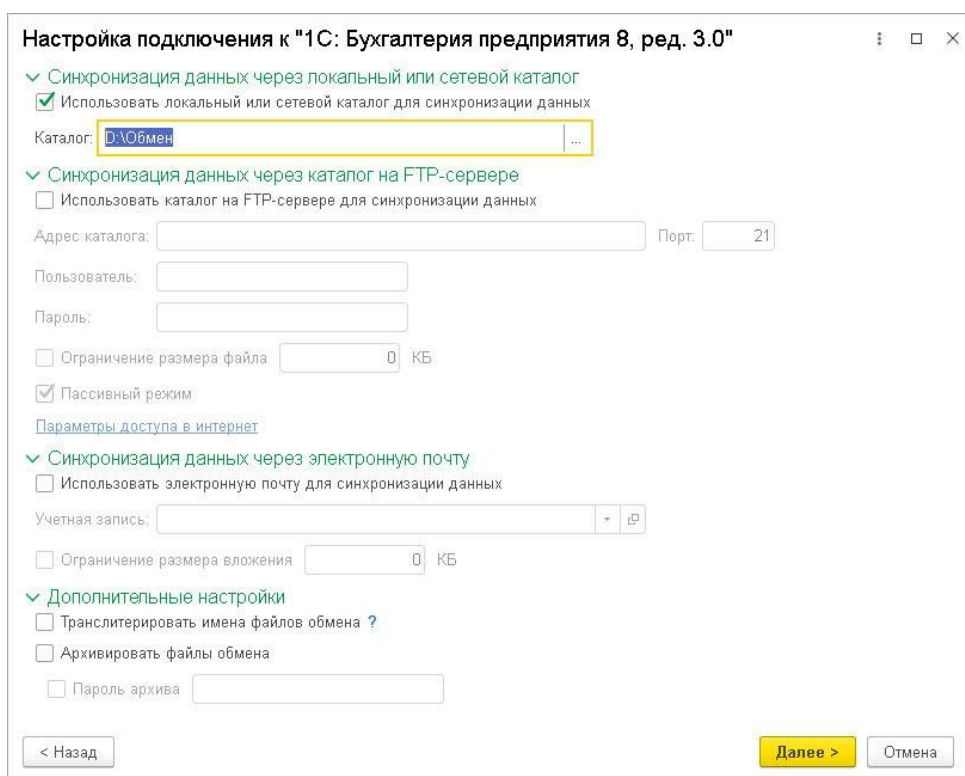 Настройка подключения к "1С: Бухгалтерия предприятия 8, ред. 3.0"
Синхронизация данных через локальный или сетевой каталог
Использовать локальный или сетевой каталог для синхронизации данных
Каталог: D:\Обмен ...
Синхронизация данных через каталог на FTP-сервере
Использовать каталог на FTP-сервере для синхронизации данных
Адрес каталога: Порт: 21
Пользователь:
Пароль:
Ограничение размера файла 0 КБ
Пассивный режим
Параметры доступа в интернет
Синхронизация данных через электронную почту
Использовать электронную почту для синхронизации данных
Учетная запись:
Ограничение размера вложения 0 КБ
Дополнительные настройки
Транслитерировать имена файлов обмена ?
Архивировать файлы обмена
Пароль архива
< Назад Далее > Отмена